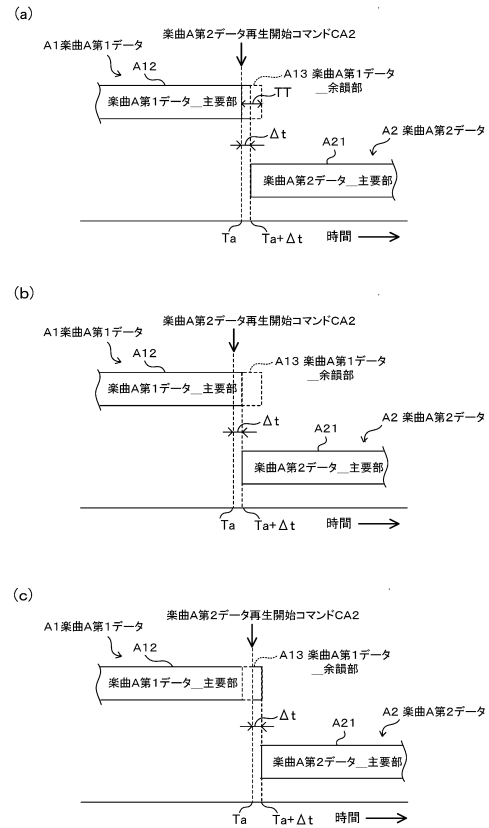 (a)
楽曲A第2データ再生開始コマンドCA2
A1楽曲A第1データ
A12
A13 楽曲A第1データ
__余韻部
楽曲A第1データ__主要部
TT
Δt
A2 楽曲A第2データ
A21
楽曲A第2データ__主要部
Ta
Ta+Δt
時間
(b)
楽曲A第2データ再生開始コマンドCA2
A1楽曲A第1データ
A12
A13 楽曲A第1データ
__余韻部
楽曲A第1データ__主要部
Δt
A2 楽曲A第2データ
A21
楽曲A第2データ__主要部
Ta
Ta+Δt
時間
(c)
楽曲A第2データ再生開始コマンドCA2
A1楽曲A第1データ
A12
A13 楽曲A第1データ
__余韻部
楽曲A第1データ__主要部
Δt
A2 楽曲A第2データ
A21
楽曲A第2データ__主要部
Ta
Ta+Δt
時間